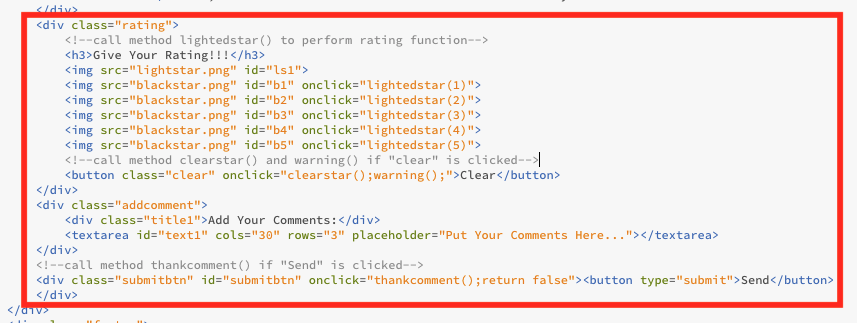 </div>
<div class="rating">
<!--call method lightedstar() to perform rating function-->
<h3>Give Your Rating!!!</h3>
<img src="lightstar.png" id="ls1">
<img src="blackstar.png" id="b1" onclick="lightedstar(1)">
<img src="blackstar.png" id="b2" onclick="lightedstar(2)">
<img src="blackstar.png" id="b3" onclick="lightedstar(3)">
<img src="blackstar.png" id="b4" onclick="lightedstar(4)">
<img src="blackstar.png" id="b5" onclick="lightedstar(5)">
<!--call method clearstar() and warning() if "clear" is clicked-->
<button class="clear" onclick="clearstar();warning();">Clear</button>
</div>
<div class="addcomment">
<div class="title1">Add Your Comments:</div>
<textarea id="text1" cols="30" rows="3" placeholder="Put Your Comments Here..."></textarea>
</div>
<!--call method thankcomment() if "Send" is clicked-->
<div class="submitbtn" id="submitbtn" onclick="thankcomment();return false"><button type="submit">Send</button>
</div>
</div>